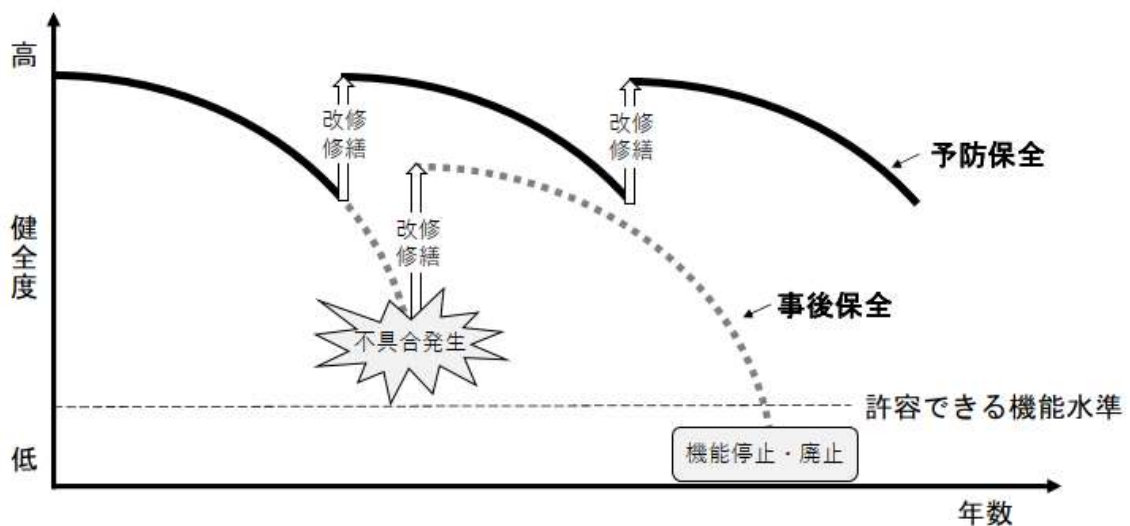 高
健全度
低
改修
修繕
改修
修繕
改修
修繕
予防保全
不具合発生
事後保全
許容できる機能水準
機能停止・廃止
年数